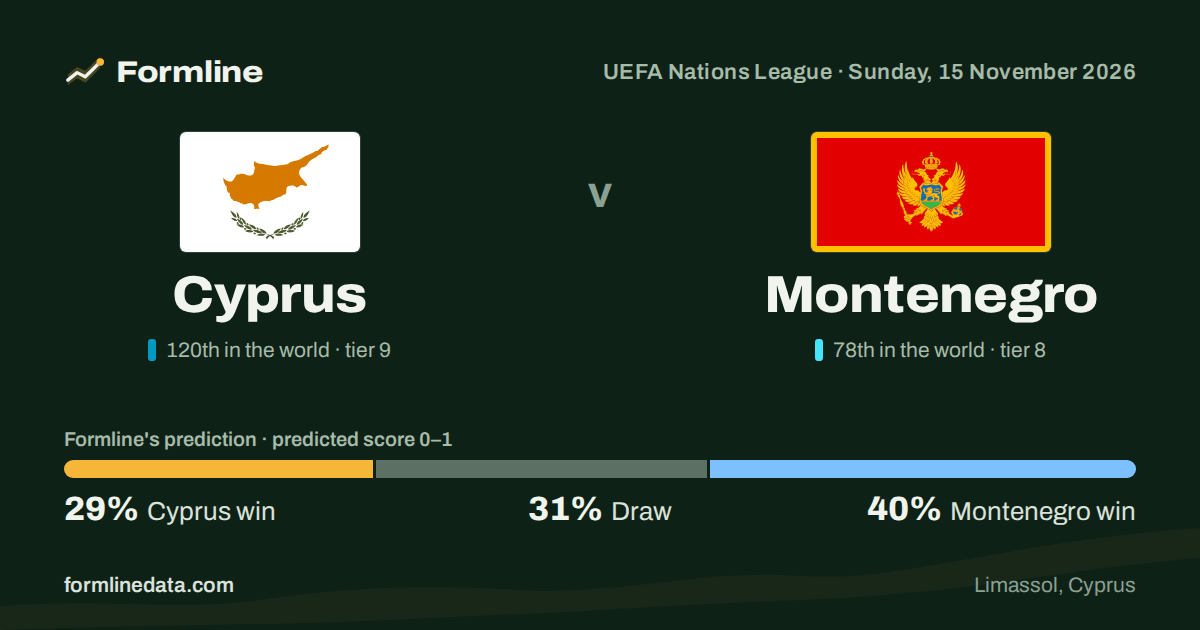 Formline
UEFA Nations League · Sunday, 15 November 2026
v
Cyprus
120th in the world · tier 9
Montenegro
78th in the world · tier 8
Formline's prediction · predicted score 0–1
29% Cyprus win
31% Draw
40% Montenegro win
formlinedata.com
Limassol, Cyprus